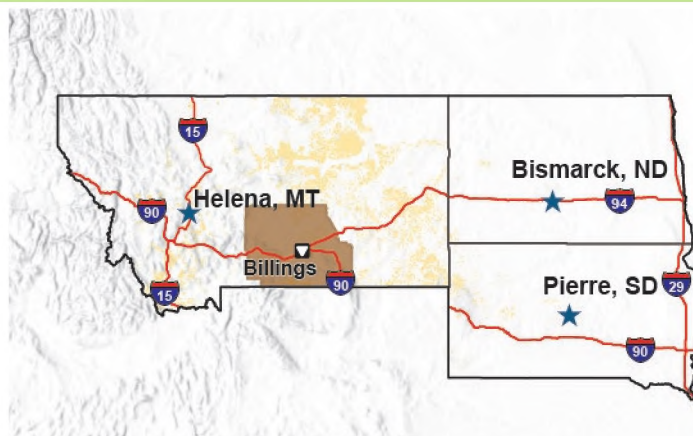 15
Bismarck, ND
Helena, MT
90
94
Billings
90
15
Pierre, SD
29
90